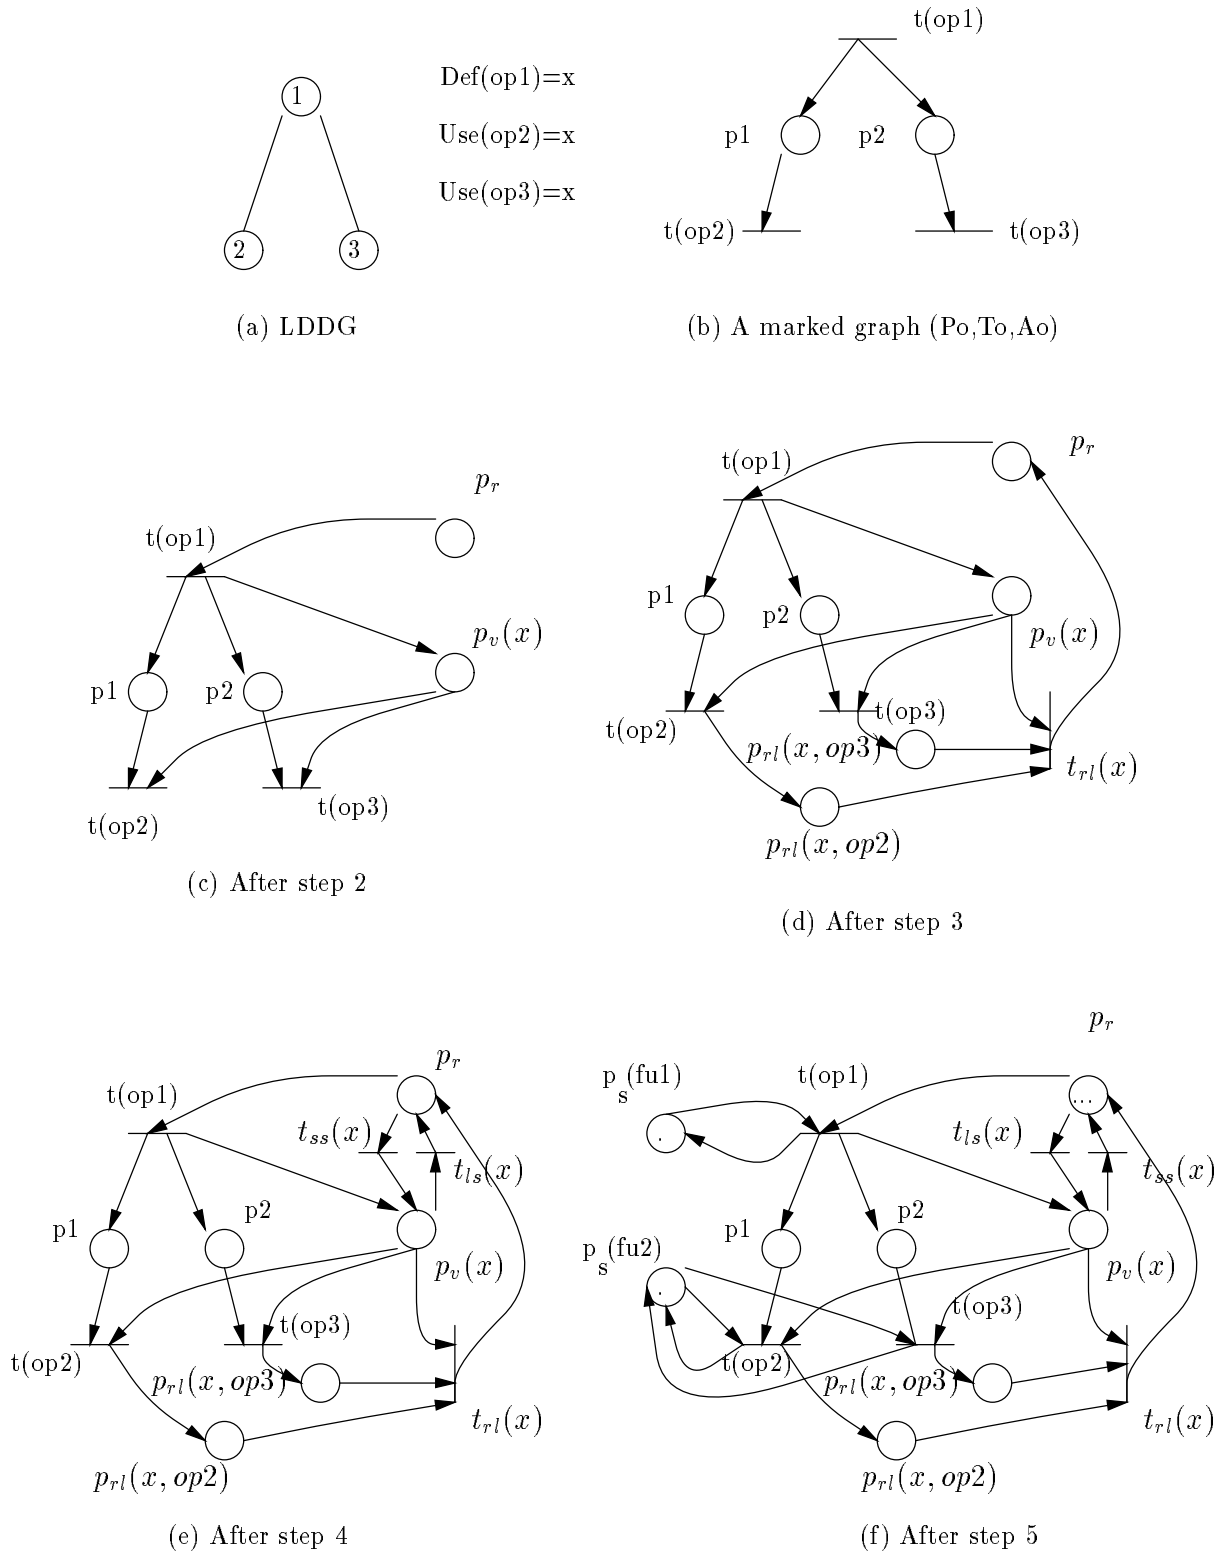 t(op1)
1
Def(op1)=x
Use(op2)=x
Use(op3)=x
p1
p2
2
3
t(op2)
t(op3)
(a) LDDG
(b) A marked graph (Po,To,Ao)
p_r
t(op1)
p_v(x)
p1
p2
t(op2)
t(op3)
(c) After step 2
p_r
t(op1)
p1
p2
p_v(x)
t(op2)
t(op3)
p_rl(x, op3)
t_rl(x)
p_rl(x, op2)
(d) After step 3
p_r
t(op1)
t_ss(x)
t_ls(x)
p1
p2
p_v(x)
t(op2)
t(op3)
p_rl(x, op3)
t_rl(x)
p_rl(x, op2)
(e) After step 4
p_r
p_s(fu1)
t(op1)
...
.
t_ls(x)
t_ss(x)
p1
p2
p_s(fu2)
.
p_v(x)
t(op3)
t(op2)
p_rl(x, op3)
t_rl(x)
p_rl(x, op2)
(f) After step 5